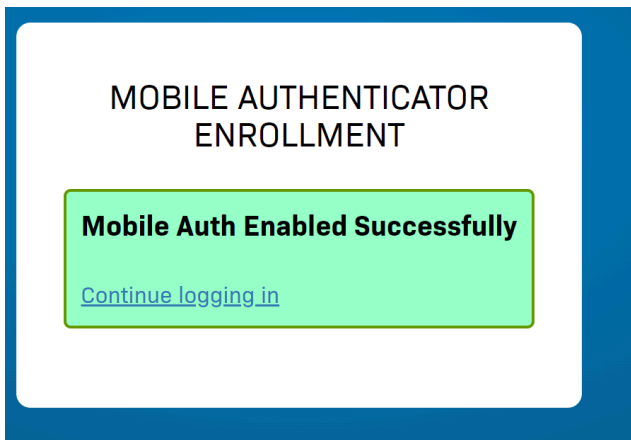 MOBILE AUTHENTICATOR
ENROLLMENT
Mobile Auth Enabled Successfully
Continue logging in